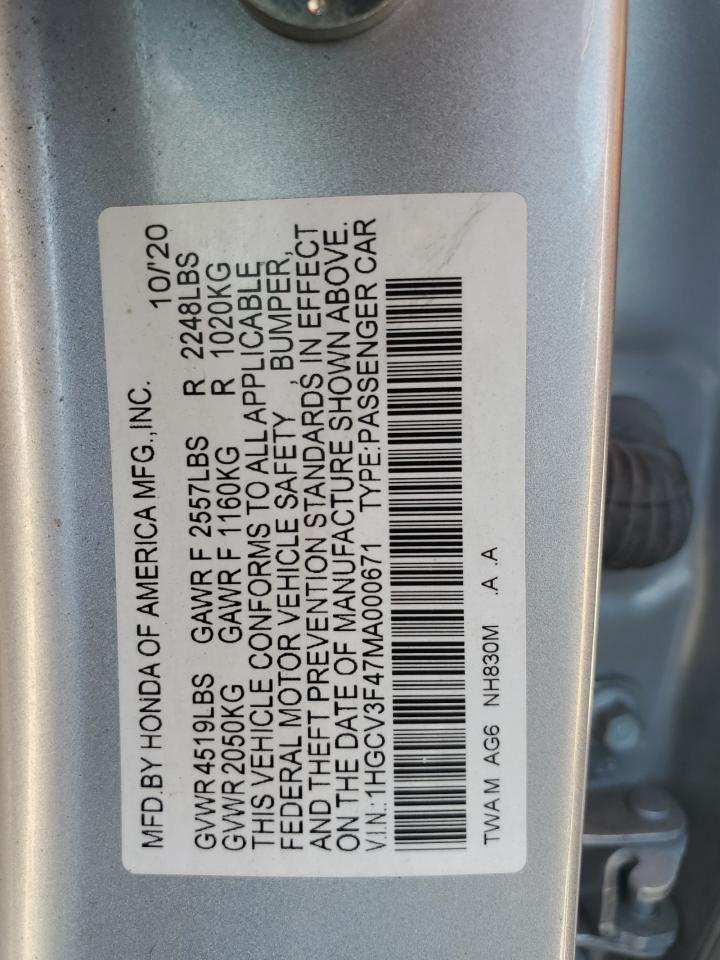 MFD.BY HONDA OF AMERICA MFG.,INC. 10/'20
GVWR 4519LBS GAWR F 2557LBS R 2248LBS
GVWR 2050KG GAWR F 1160KG R 1020KG
THIS VEHICLE CONFORMS TO ALL APPLICABLE
FEDERAL MOTOR VEHICLE SAFETY , BUMPER,
AND THEFT PREVENTION STANDARDS IN EFFECT
ON THE DATE OF MANUFACTURE SHOWN ABOVE.
V.I.N.: 1HGCV3F47MA000671 TYPE:PASSENGER CAR
TWAM AG6 NH830M .A .A